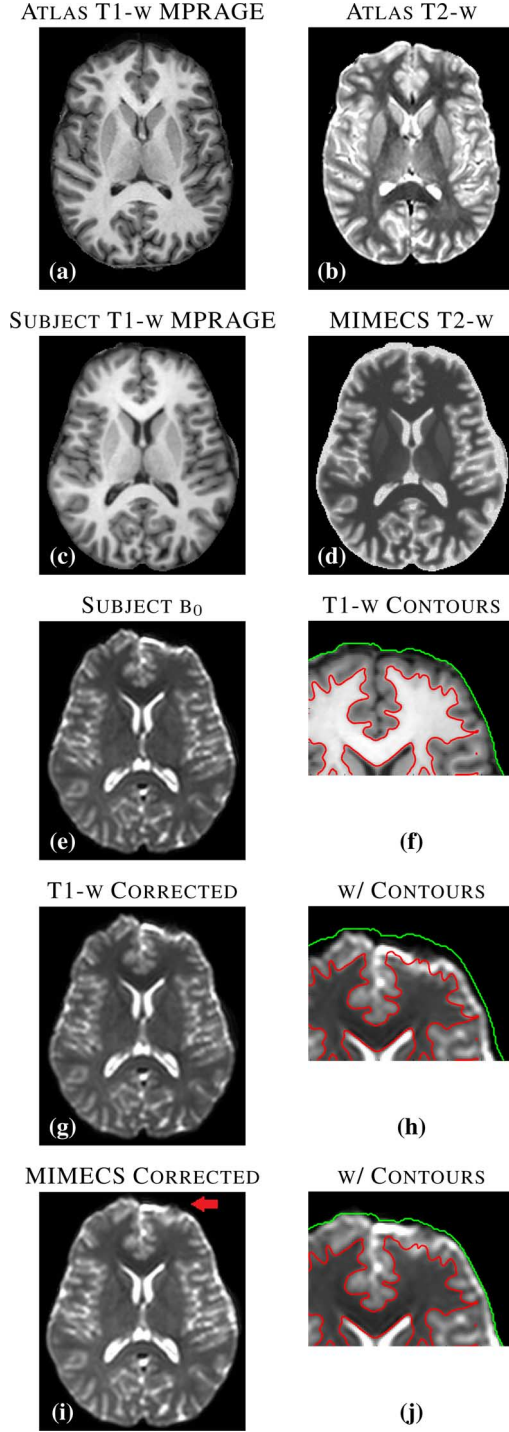 ATLAS T1-W MPRAGE
ATLAS T2-W
(a)
(b)
SUBJECT T1-W MPRAGE
MIMECS T2-W
(c)
(d)
SUBJECT B0
T1-W CONTOURS
(e)
(f)
T1-W CORRECTED
W/ CONTOURS
(g)
(h)
MIMECS CORRECTED
W/ CONTOURS
(i)
(j)